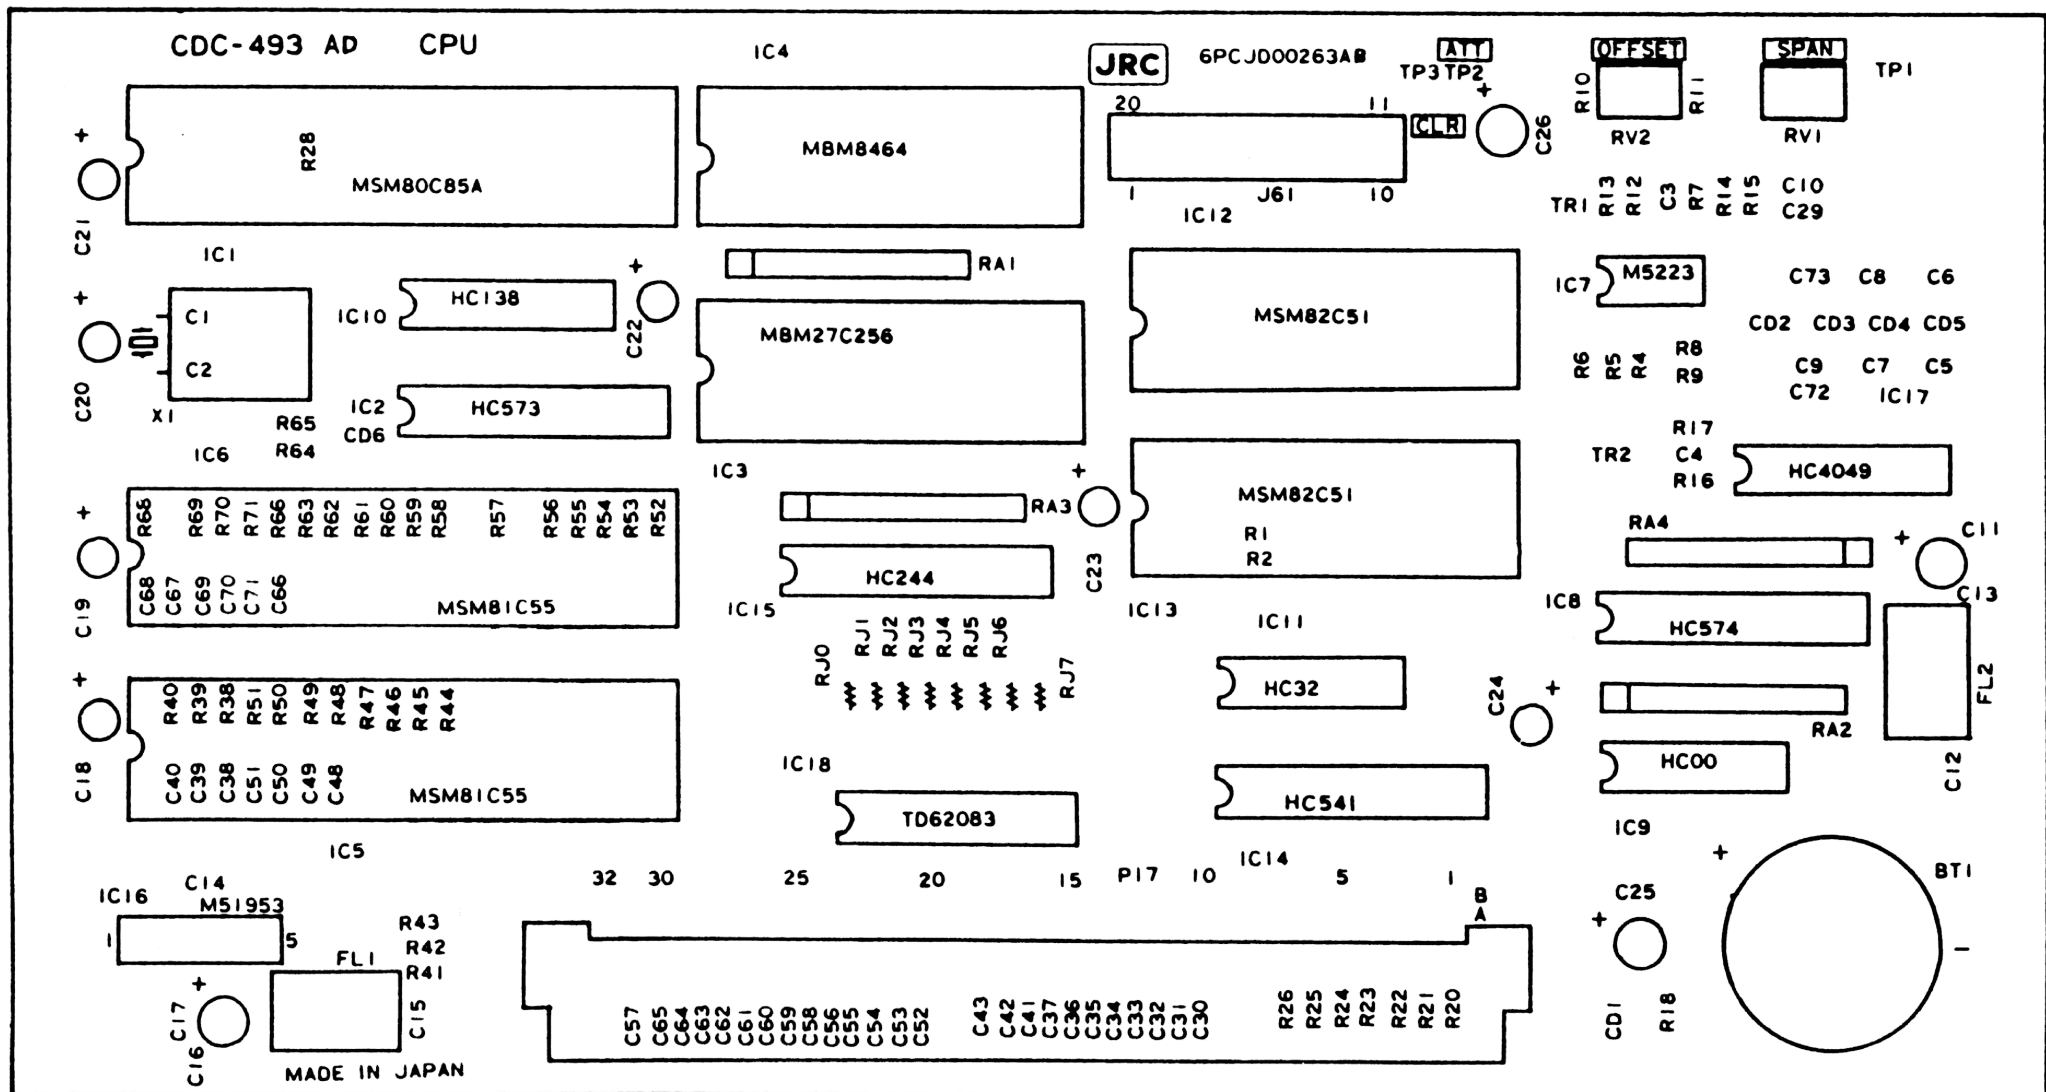 CDC-493 AD CPU
IC4
JRC
6PCJD00263AB
ATT
TP3 TP2
OFFSET
SPAN
TP1
R10
R11
RV2
RV1
20
11
CLR
C26
R28
MSM80C85A
MBM8464
1
J61
10
IC12
TR1
R13
R12
C3
R7
R14
R15
C10
C29
C21
IC1
RA1
IC7
M5223
C73 C8 C6
C1
C2
IC10
HC138
C22
MBM27C256
MSM82C51
CD2 CD3 CD4 CD5
R6
R5
R4
R8
R9
C9 C7 C5
C72
IC17
C20
X1
R65
R64
IC2
CD6
HC573
IC6
IC3
R17
TR2
C4
R16
HC4049
R68
R69
R70
R71
R66
R63
R62
R61
R60
R59
R58
R57
R56
R55
R54
R53
R52
RA3
MSM82C51
R1
R2
RA4
C11
C13
C19
C68
C67
C69
C70
C71
C66
MSM81C55
IC15
HC244
C23
IC13
IC11
IC8
HC574
RJ0
RJ1
RJ2
RJ3
RJ4
RJ5
RJ6
RJ7
HC32
C24
FL2
RA2
R40
R39
R38
R51
R50
R49
R48
R47
R46
R45
R44
C18
C40
C39
C38
C51
C50
C49
C48
MSM81C55
IC18
TD62083
HC541
HC00
C12
IC5
IC14
IC9
32 30 25 20 15 P17 10 5 1
B
A
C25
BT1
IC16
C14
M51953
1
5
R43
R42
R41
FL1
C17
C16
C15
MADE IN JAPAN
C57
C65
C64
C63
C62
C61
C60
C59
C58
C56
C55
C54
C53
C52
C43
C42
C41
C37
C36
C35
C34
C33
C32
C31
C30
R26
R25
R24
R23
R22
R21
R20
CD1
R18